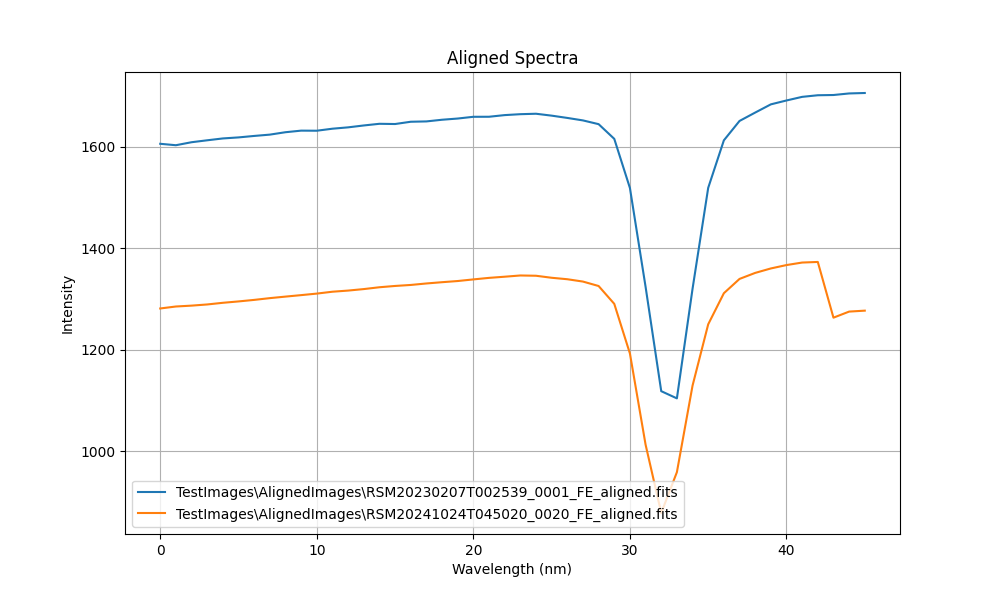 Aligned Spectra
Intensity
1600
1400
1200
1000
TestImages\AlignedImages\RSM20230207T002539_0001_FE_aligned.fits
TestImages\AlignedImages\RSM20241024T045020_0020_FE_aligned.fits
0 10 20 30 40
Wavelength (nm)